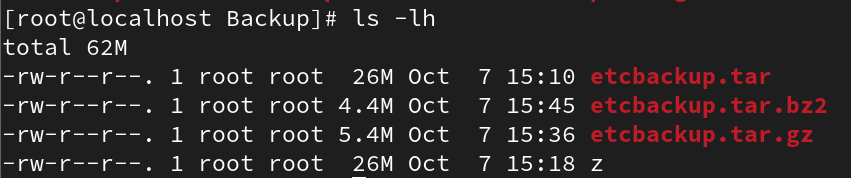 [root@localhost Backup]# ls -lh
total 62M
-rw-r--r--. 1 root root  26M Oct  7 15:10 etcbackup.tar
-rw-r--r--. 1 root root 4.4M Oct  7 15:45 etcbackup.tar.bz2
-rw-r--r--. 1 root root 5.4M Oct  7 15:36 etcbackup.tar.gz
-rw-r--r--. 1 root root  26M Oct  7 15:18 z